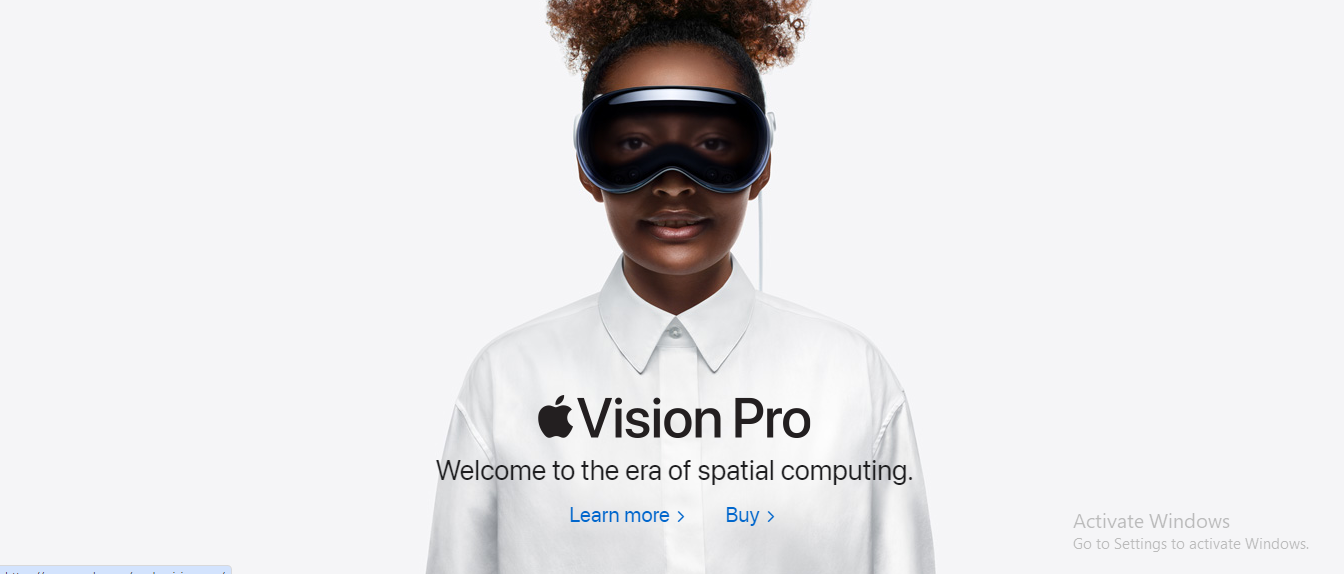 Vision Pro
Welcome to the era of spatial computing.
Learn more >
Buy >
Activate Windows
Go to Settings to activate Windows.